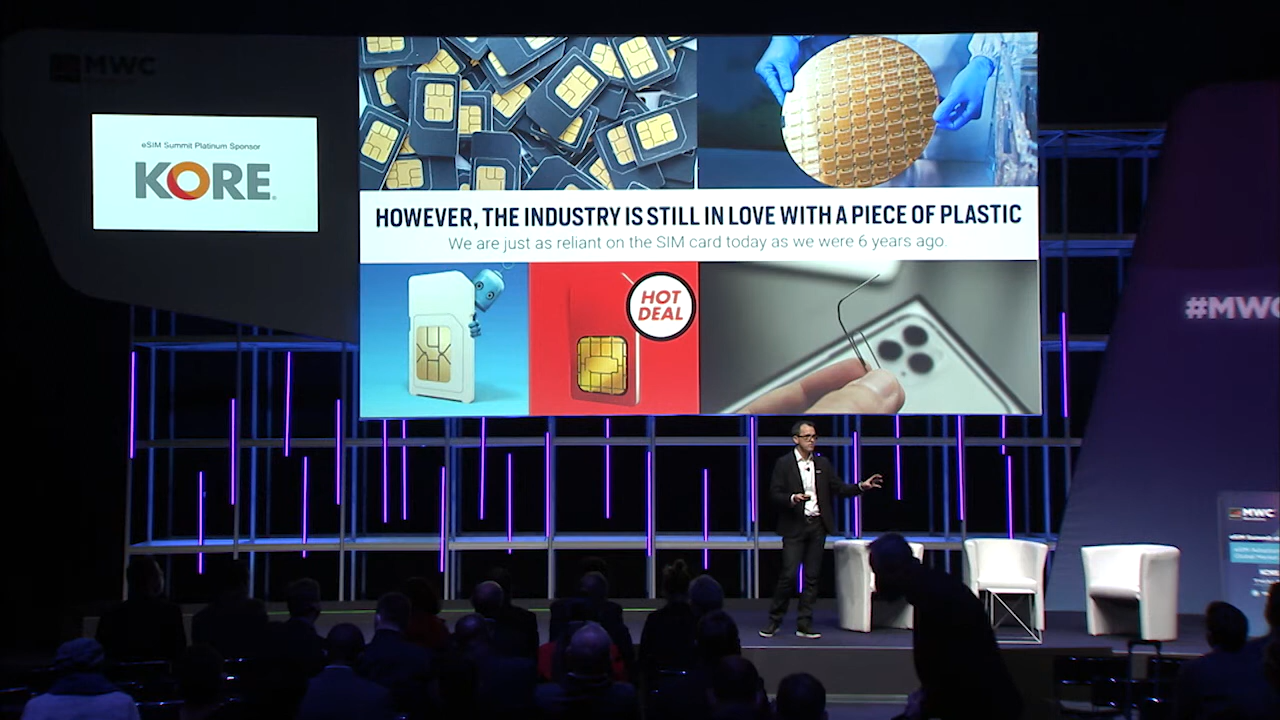 MWC
eSIM Summit Platinum Sponsor
KORE
HOWEVER, THE INDUSTRY IS STILL IN LOVE WITH A PIECE OF PLASTIC
We are just as reliant on the SIM card today as we were 6 years ago.
HOT
DEAL
#MWC
MWC